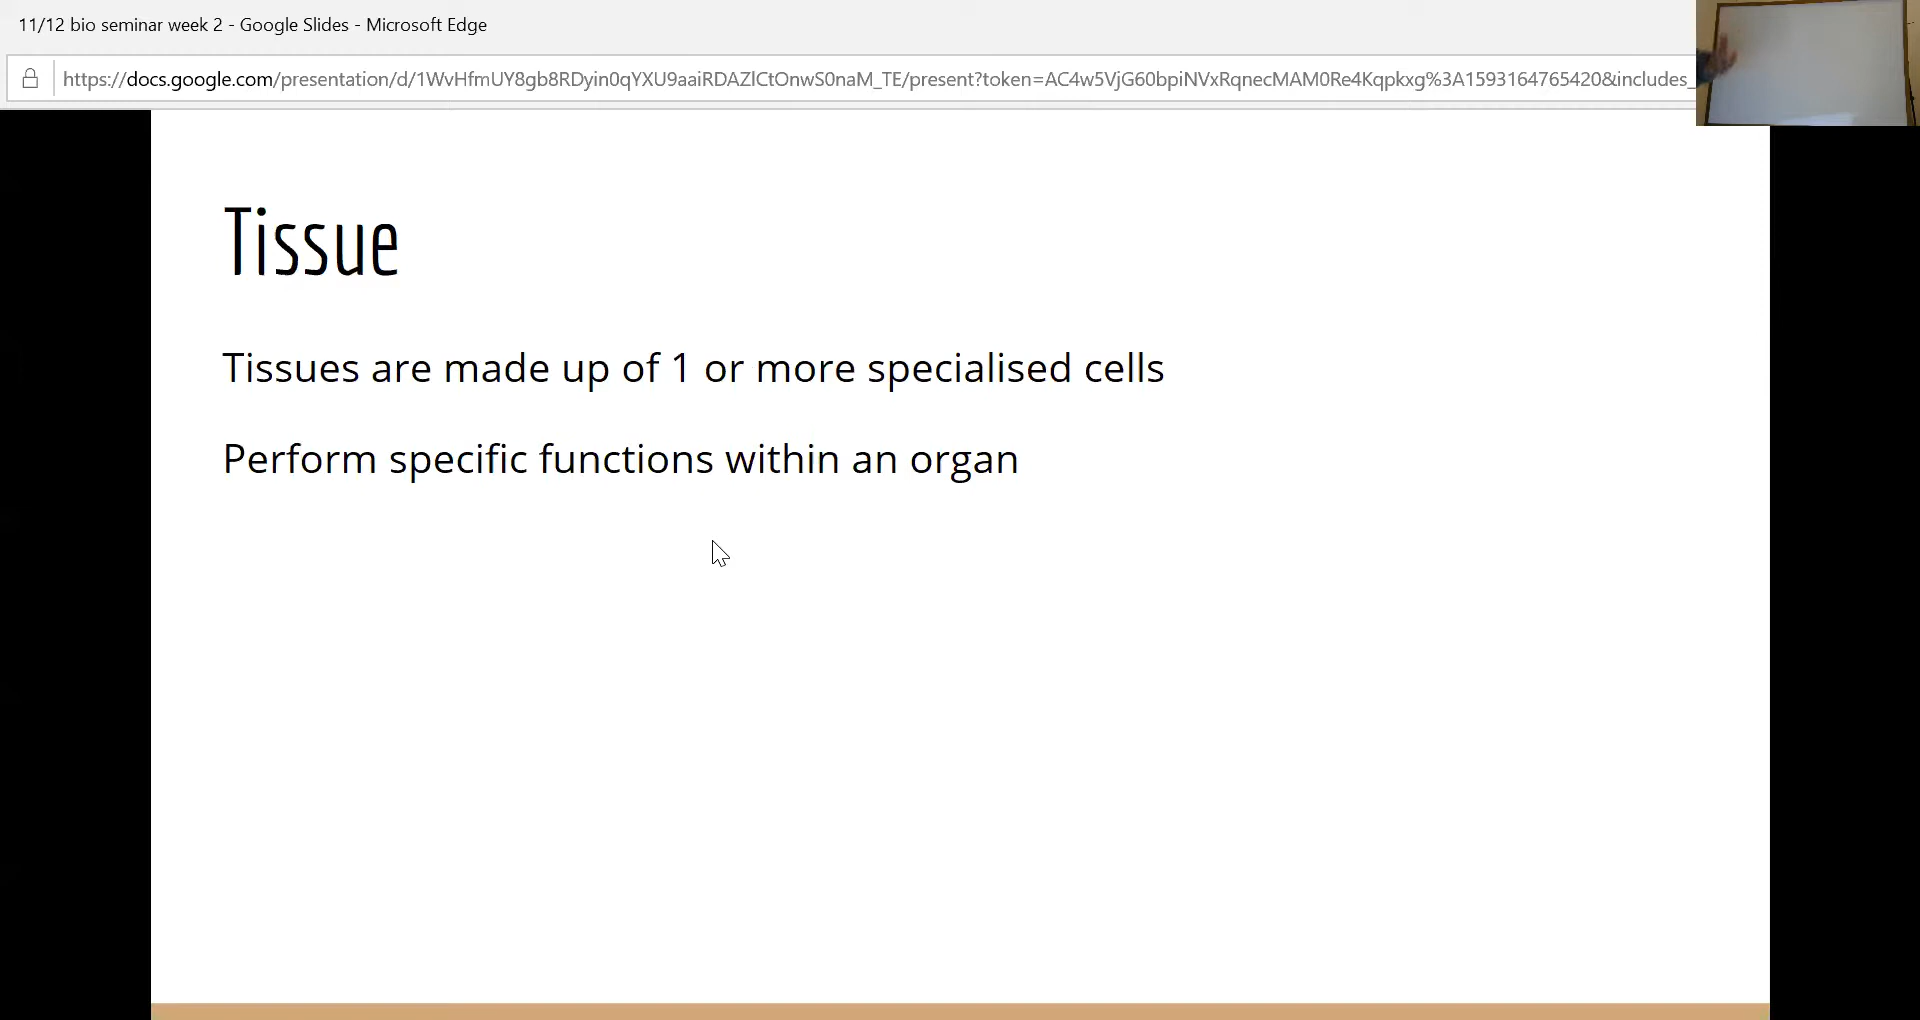 11/12 bio seminar week 2 - Google Slides - Microsoft Edge
https://docs.google.com/presentation/d/1WvHfmUY8gb8RDyin0qYXU9aaiRDAZlCtOnwS0naM_TE/present?token=AC4w5VjG60bpiNVxRqnecMAM0Re4Kqpkxg%3A1593164765420&includes_
Tissue
Tissues are made up of 1 or more specialised cells
Perform specific functions within an organ